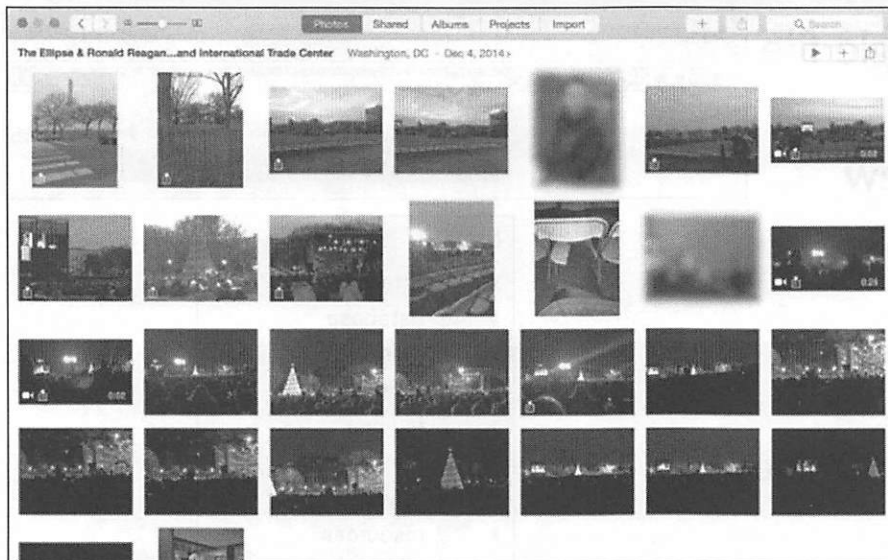 Photos Shared Albums Projects Import Search
The Ellipse & Ronald Reagan...and International Trade Center Washington, DC - Dec 4, 2014 >
0:02
0:26
0:02